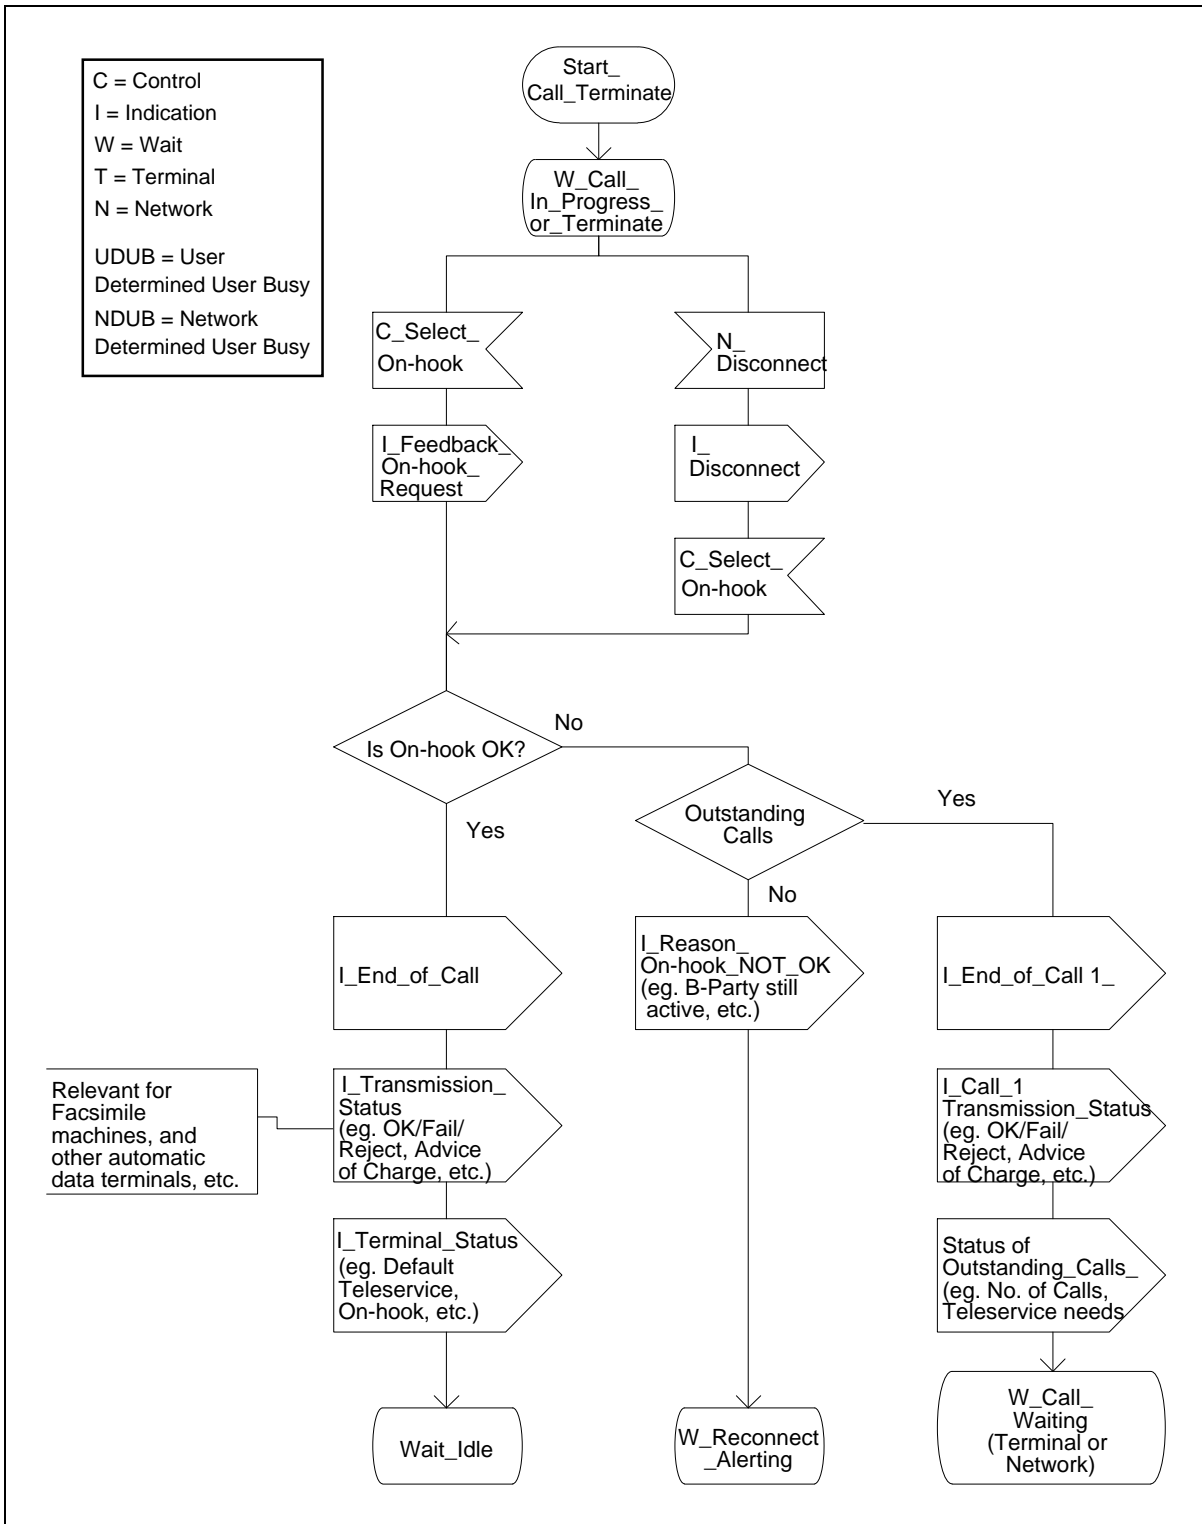 C = Control
I = Indication
W = Wait
T = Terminal
N = Network
UDUB = User
Determined User Busy
NDUB = Network
Determined User Busy
Start_
Call_Terminate
W_Call_
In_Progress_
or_Terminate
C_Select_
On-hook
N_
Disconnect
I_Feedback_
On-hook_
Request
I_
Disconnect
C_Select_
On-hook
Is On-hook OK?
No
Yes
Outstanding
Calls
Yes
No
I_End_of_Call
I_Reason_
On-hook_NOT_OK
(eg. B-Party still
active, etc.)
I_End_of_Call 1_
Relevant for
Facsimile
machines, and
other automatic
data terminals, etc.
I_Transmission_
Status
(eg. OK/Fail/
Reject, Advice
of Charge, etc.)
I_Call_1
Transmission_Status
(eg. OK/Fail/
Reject, Advice
of Charge, etc.)
I_Terminal_Status
(eg. Default
Teleservice,
On-hook, etc.)
Status of
Outstanding_Calls_
(eg. No. of Calls,
Teleservice needs
Wait_Idle
W_Reconnect
_Alerting
W_Call_
Waiting
(Terminal or
Network)